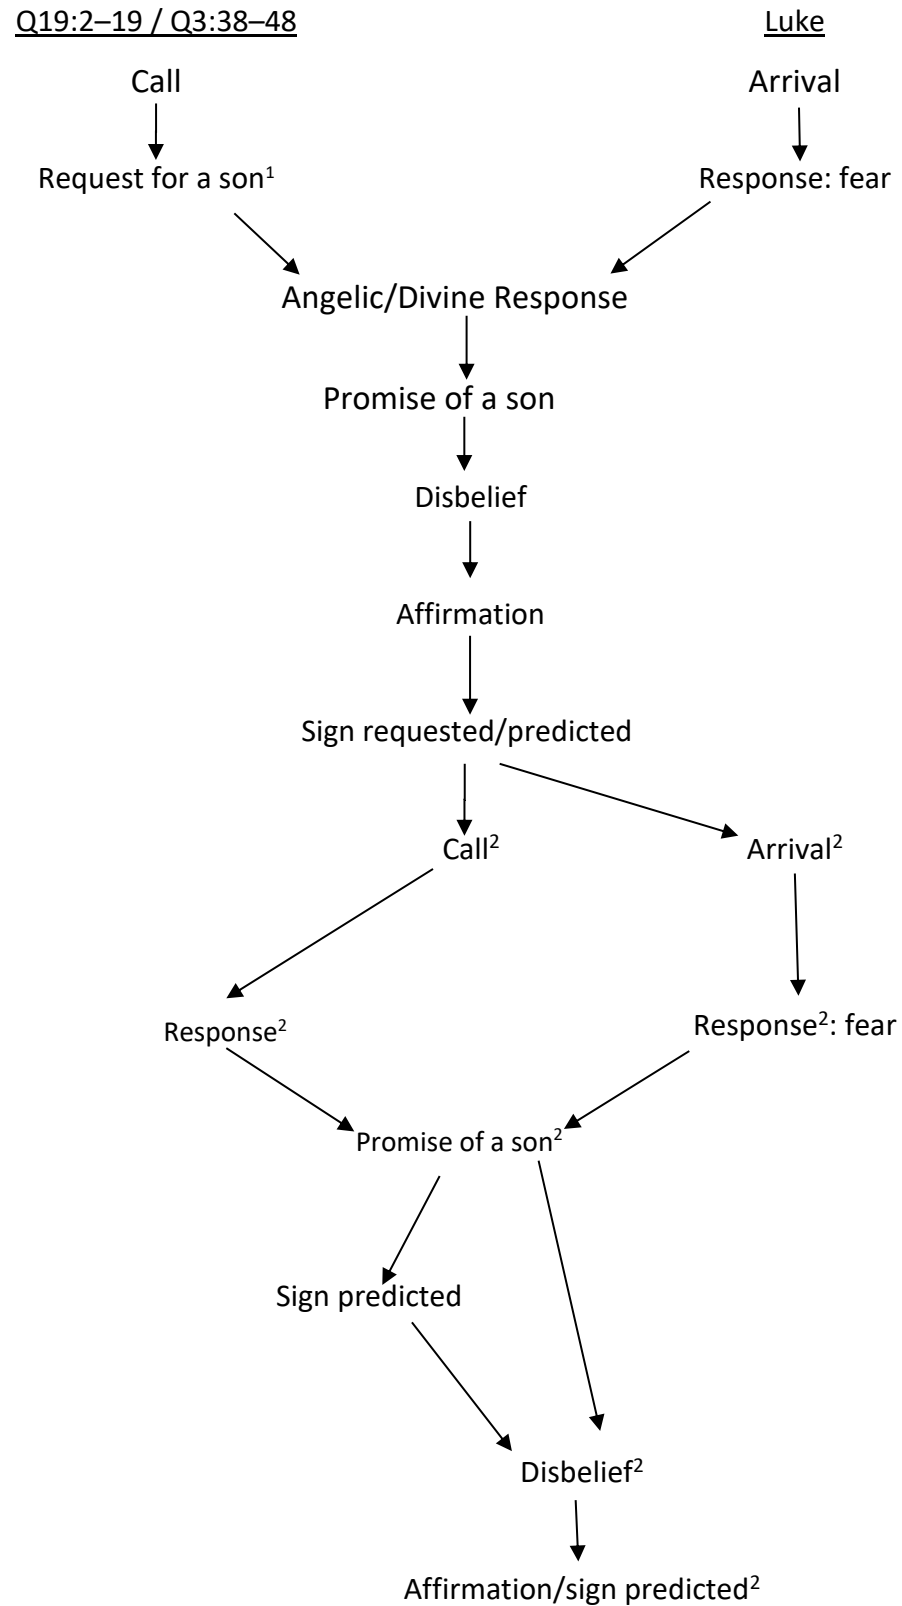 Q19:2–19 / Q3:38–48
Luke
Call
Arrival
Request for a son¹
Response: fear
Angelic/Divine Response
Promise of a son
Disbelief
Affirmation
Sign requested/predicted
Call²
Arrival²
Response²
Response²: fear
Promise of a son²
Sign predicted
Disbelief²
Affirmation/sign predicted²